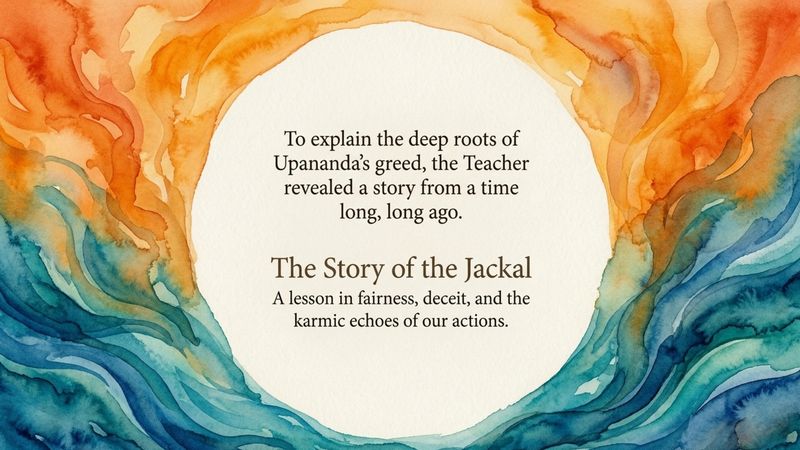 To explain the deep roots of
Upananda’s greed, the Teacher
revealed a story from a time
long, long ago.
The Story of the Jackal
A lesson in fairness, deceit, and the
karmic echoes of our actions.